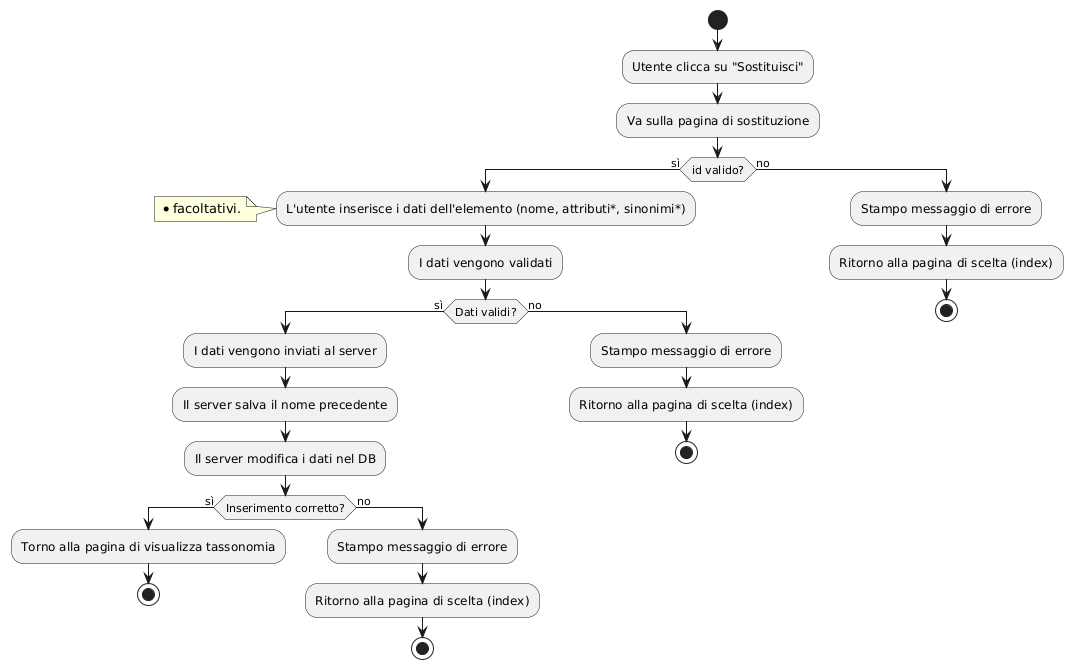 Utente clicca su "Sostituisci"
Va sulla pagina di sostituzione
sì
id valido?
no
• facoltativi.
L'utente inserisce i dati dell'elemento (nome, attributi*, sinonimi*)
Stampo messaggio di errore
I dati vengono validati
Ritorno alla pagina di scelta (index)
sì
Dati validi?
no
I dati vengono inviati al server
Stampo messaggio di errore
Il server salva il nome precedente
Ritorno alla pagina di scelta (index)
Il server modifica i dati nel DB
sì
Inserimento corretto?
no
Torno alla pagina di visualizza tassonomia
Stampo messaggio di errore
Ritorno alla pagina di scelta (index)